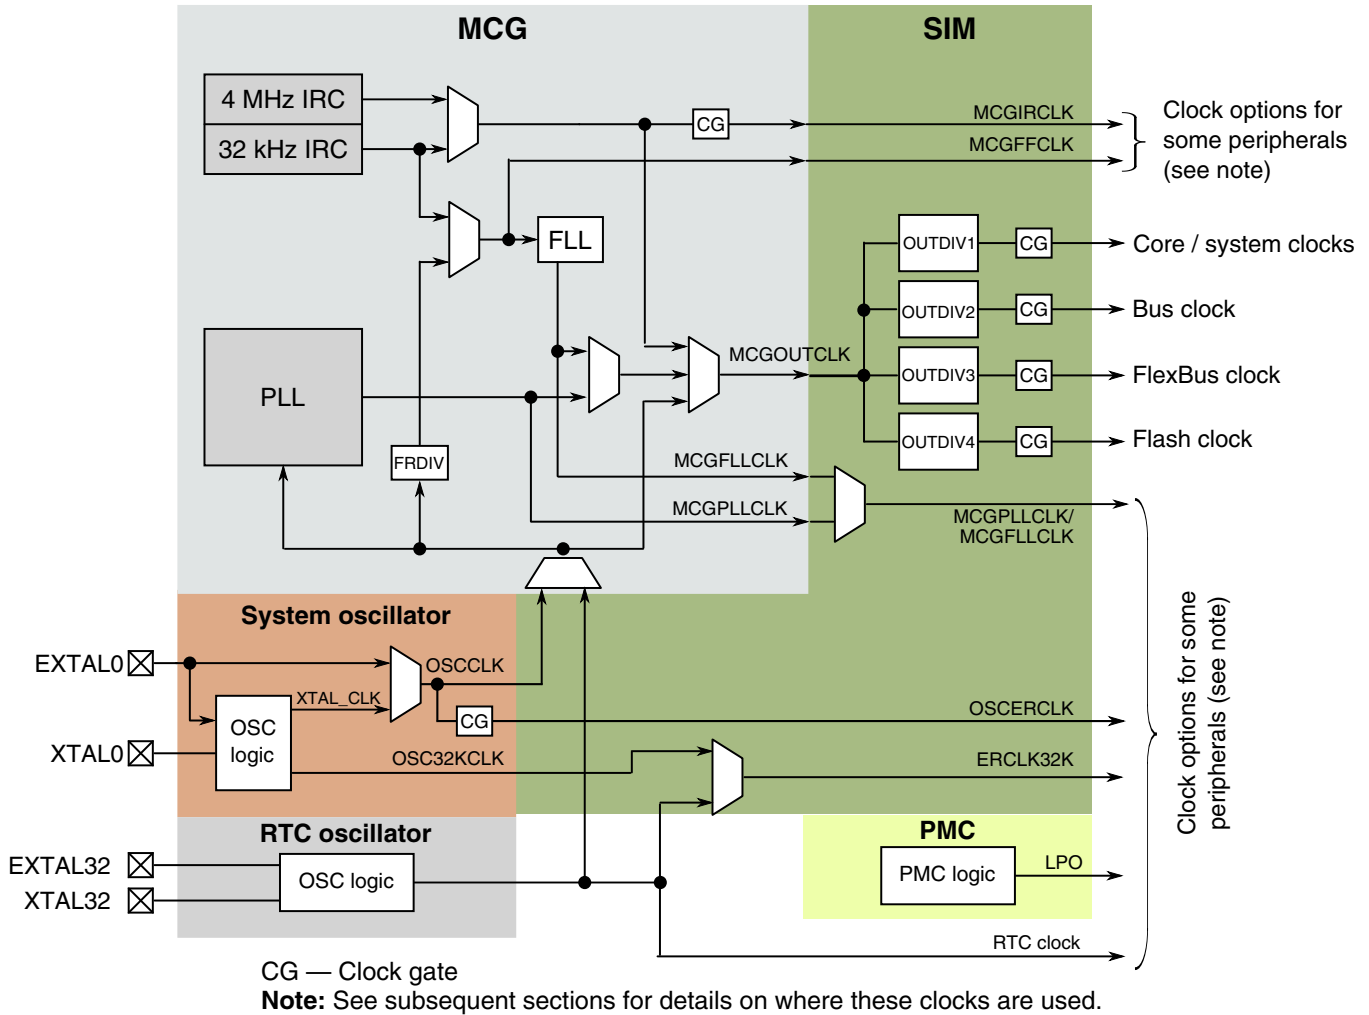 MCG
SIM
4 MHz IRC
32 kHz IRC
CG
MCGIRCLK
MCGFFCLK
Clock options for
some peripherals
(see note)
FLL
OUTDIV1
CG
Core / system clocks
OUTDIV2
CG
Bus clock
PLL
MCGOUTCLK
OUTDIV3
CG
FlexBus clock
OUTDIV4
CG
Flash clock
FRDIV
MCGFLLCLK
MCGPLLCLK
MCGPLLCLK/
MCGFLLCLK
System oscillator
EXTAL0
OSCCLK
XTAL_CLK
OSC
logic
CG
OSCERCLK
XTAL0
OSC32KCLK
ERCLK32K
Clock options for some
peripherals (see note)
RTC oscillator
PMC
EXTAL32
XTAL32
OSC logic
PMC logic
LPO
RTC clock
CG — Clock gate
Note: See subsequent sections for details on where these clocks are used.